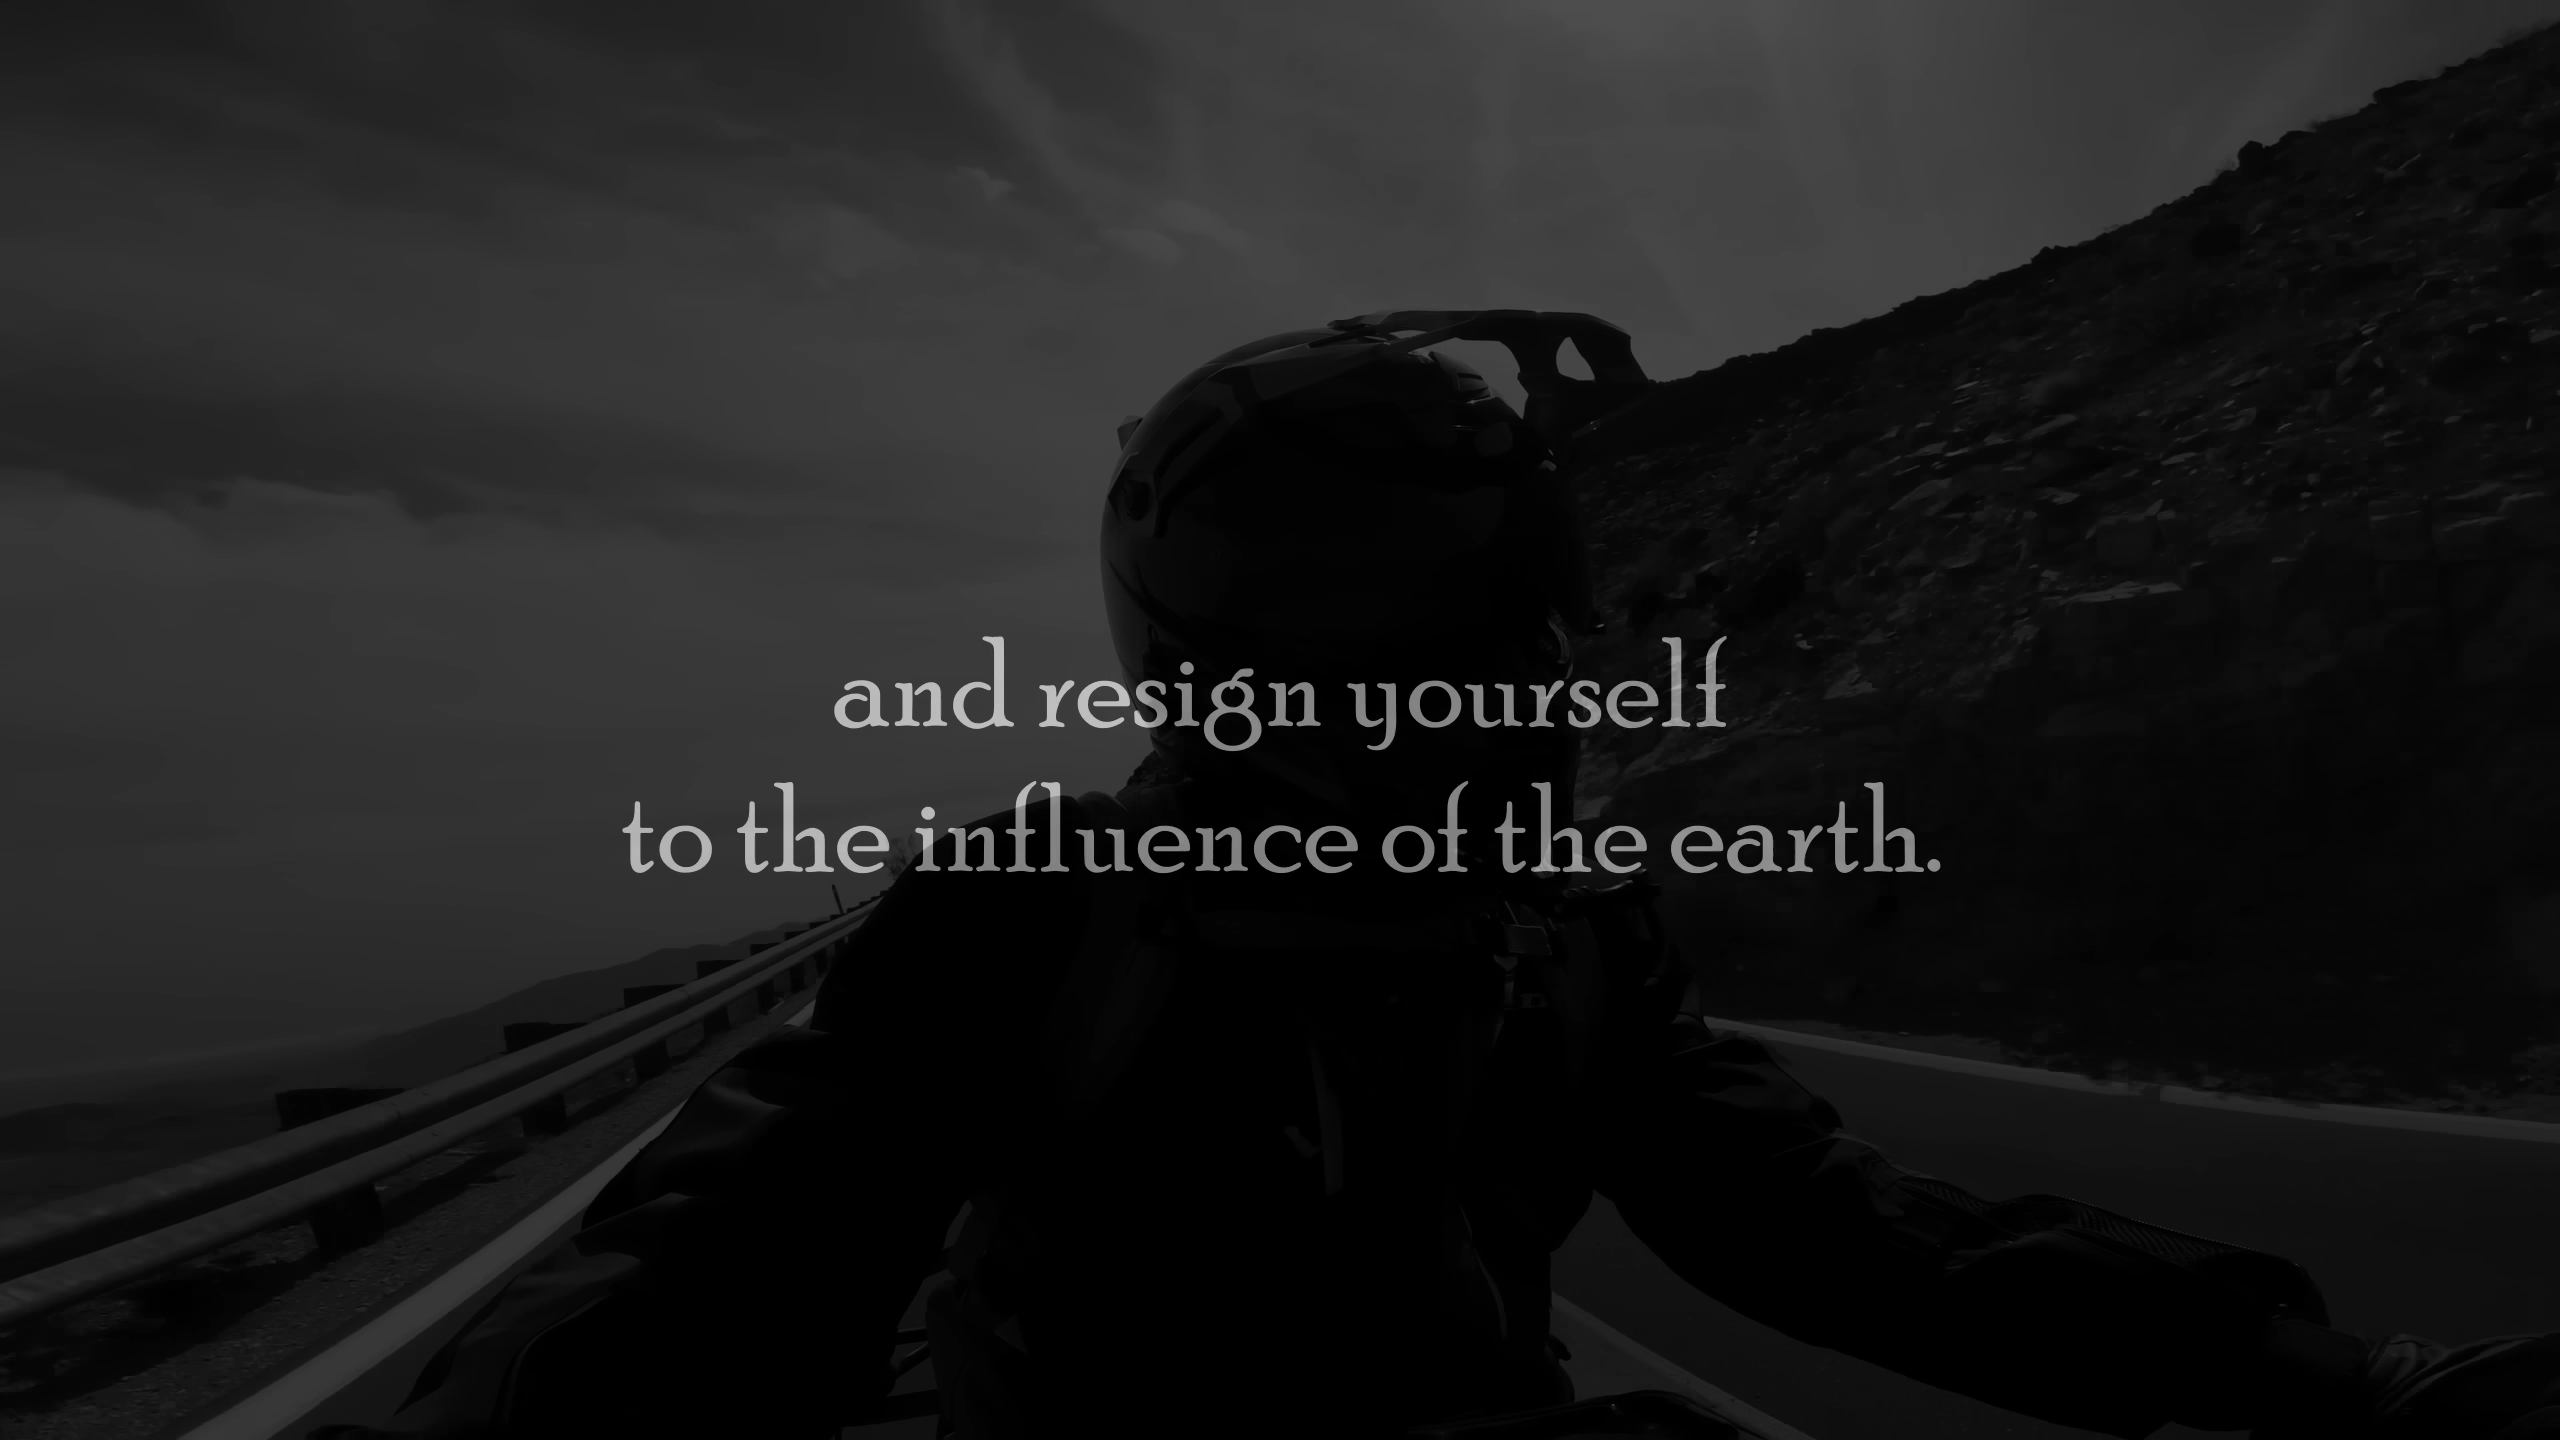 and resign yourself
to the influence of the earth.